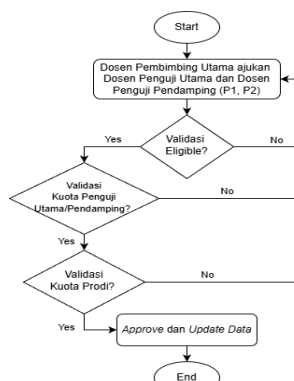 Start
Dosen Pembimbing Utama ajukan
Dosen Penguji Utama dan Dosen
Penguji Pendamping (P1, P2)
Yes
Validasi
Eligible?
No
Validasi
Kuota Penguji
Utama/Pendamping?
No
Yes
Validasi
Kuota Prodi?
No
Yes
Approve dan Update Data
End